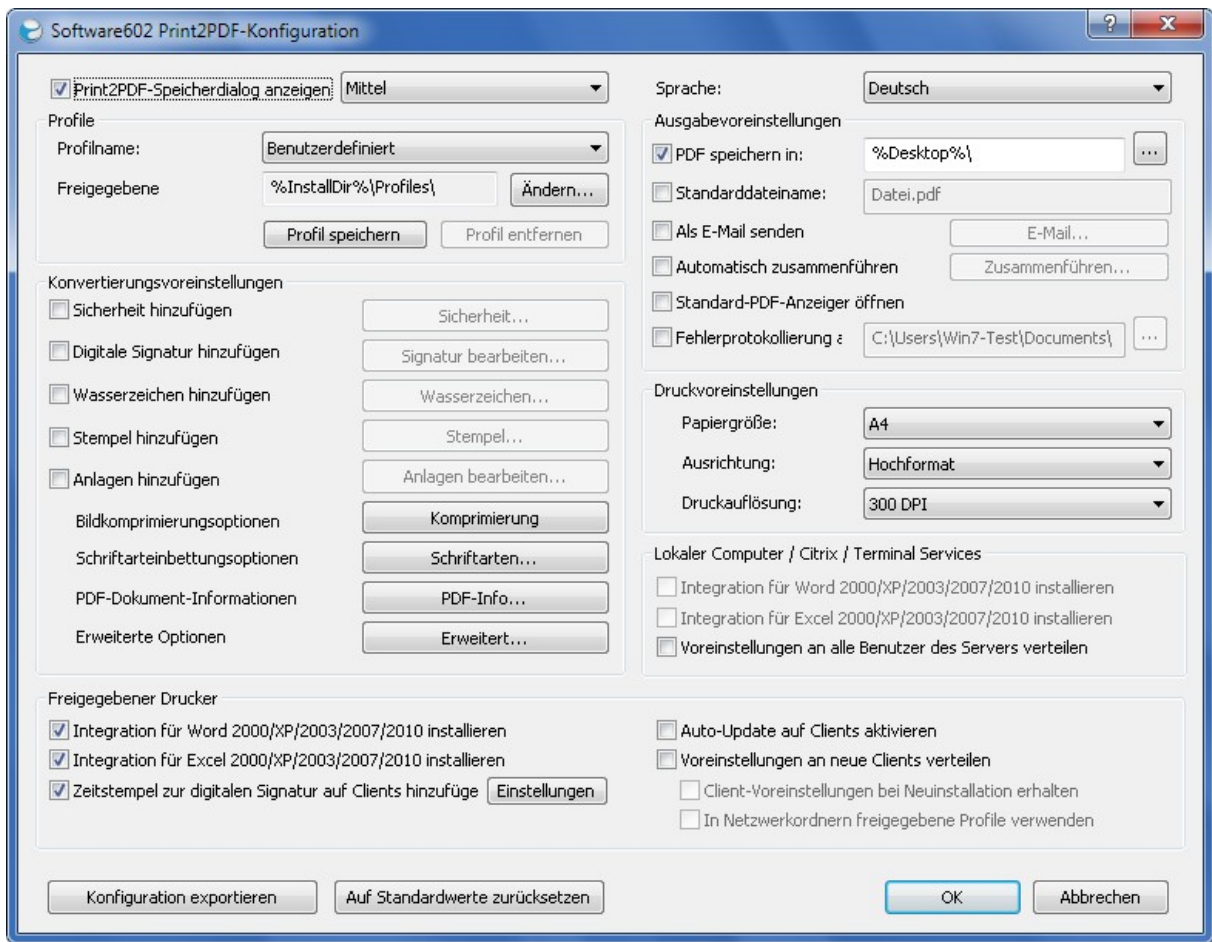 Software602 Print2PDF-Konfiguration
Print2PDF-Speicherdialog anzeigen Mittel
Profile
Profilname: Benutzerdefiniert
Freigegebene %InstallDir%\Profiles\ Ändern...
Profil speichern Profil entfernen
Konvertierungsvoreinstellungen
Sicherheit hinzufügen Sicherheit...
Digitale Signatur hinzufügen Signatur bearbeiten...
Wasserzeichen hinzufügen Wasserzeichen...
Stempel hinzufügen Stempel...
Anlagen hinzufügen Anlagen bearbeiten...
Bildkomprimierungsoptionen Komprimierung
Schriftarteinbettungsoptionen Schriftarten...
PDF-Dokument-Informationen PDF-Info...
Erweiterte Optionen Erweitert...
Sprache: Deutsch
Ausgabevoreinstellungen
PDF speichern in: %Desktop%\ ...
Standarddateiname: Datei.pdf
Als E-Mail senden E-Mail...
Automatisch zusammenführen Zusammenführen...
Standard-PDF-Anzeiger öffnen
Fehlerprotokollierung a C:\Users\Win7-Test\Documents\ ...
Druckvoreinstellungen
Papiergröße: A4
Ausrichtung: Hochformat
Druckauflösung: 300 DPI
Lokaler Computer / Citrix / Terminal Services
Integration für Word 2000/XP/2003/2007/2010 installieren
Integration für Excel 2000/XP/2003/2007/2010 installieren
Voreinstellungen an alle Benutzer des Servers verteilen
Freigegebener Drucker
Integration für Word 2000/XP/2003/2007/2010 installieren
Integration für Excel 2000/XP/2003/2007/2010 installieren
Zeitstempel zur digitalen Signatur auf Clients hinzufüge Einstellungen
Auto-Update auf Clients aktivieren
Voreinstellungen an neue Clients verteilen
Client-Voreinstellungen bei Neuinstallation erhalten
In Netzwerkordnern freigegebene Profile verwenden
Konfiguration exportieren Auf Standardwerte zurücksetzen OK Abbrechen